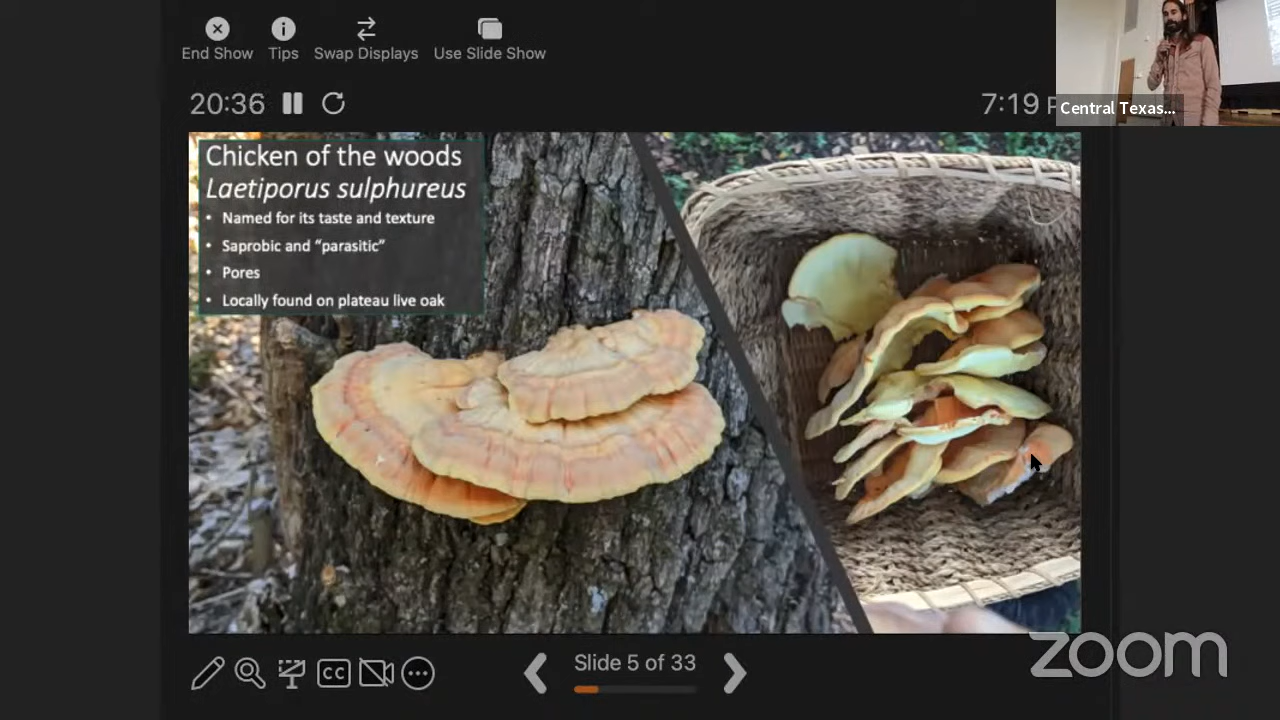 End Show
Tips
Swap Displays
Use Slide Show
20:36
7:19
Central Texas...
Chicken of the woods
Laetiporus sulphureus
• Named for its taste and texture
• Saprobic and “parasitic”
• Pores
• Locally found on plateau live oak
CC
Slide 5 of 33
zoom